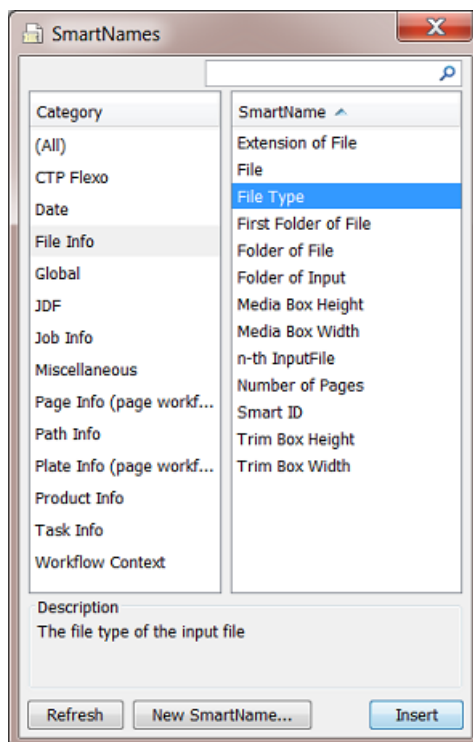 SmartNames
Category
(All)
CTP Flexo
Date
File Info
Global
JDF
Job Info
Miscellaneous
Page Info (page workf...
Path Info
Plate Info (page workf...
Product Info
Task Info
Workflow Context
SmartName
Extension of File
File
File Type
First Folder of File
Folder of File
Folder of Input
Media Box Height
Media Box Width
n-th InputFile
Number of Pages
Smart ID
Trim Box Height
Trim Box Width
Description
The file type of the input file
Refresh
New SmartName...
Insert